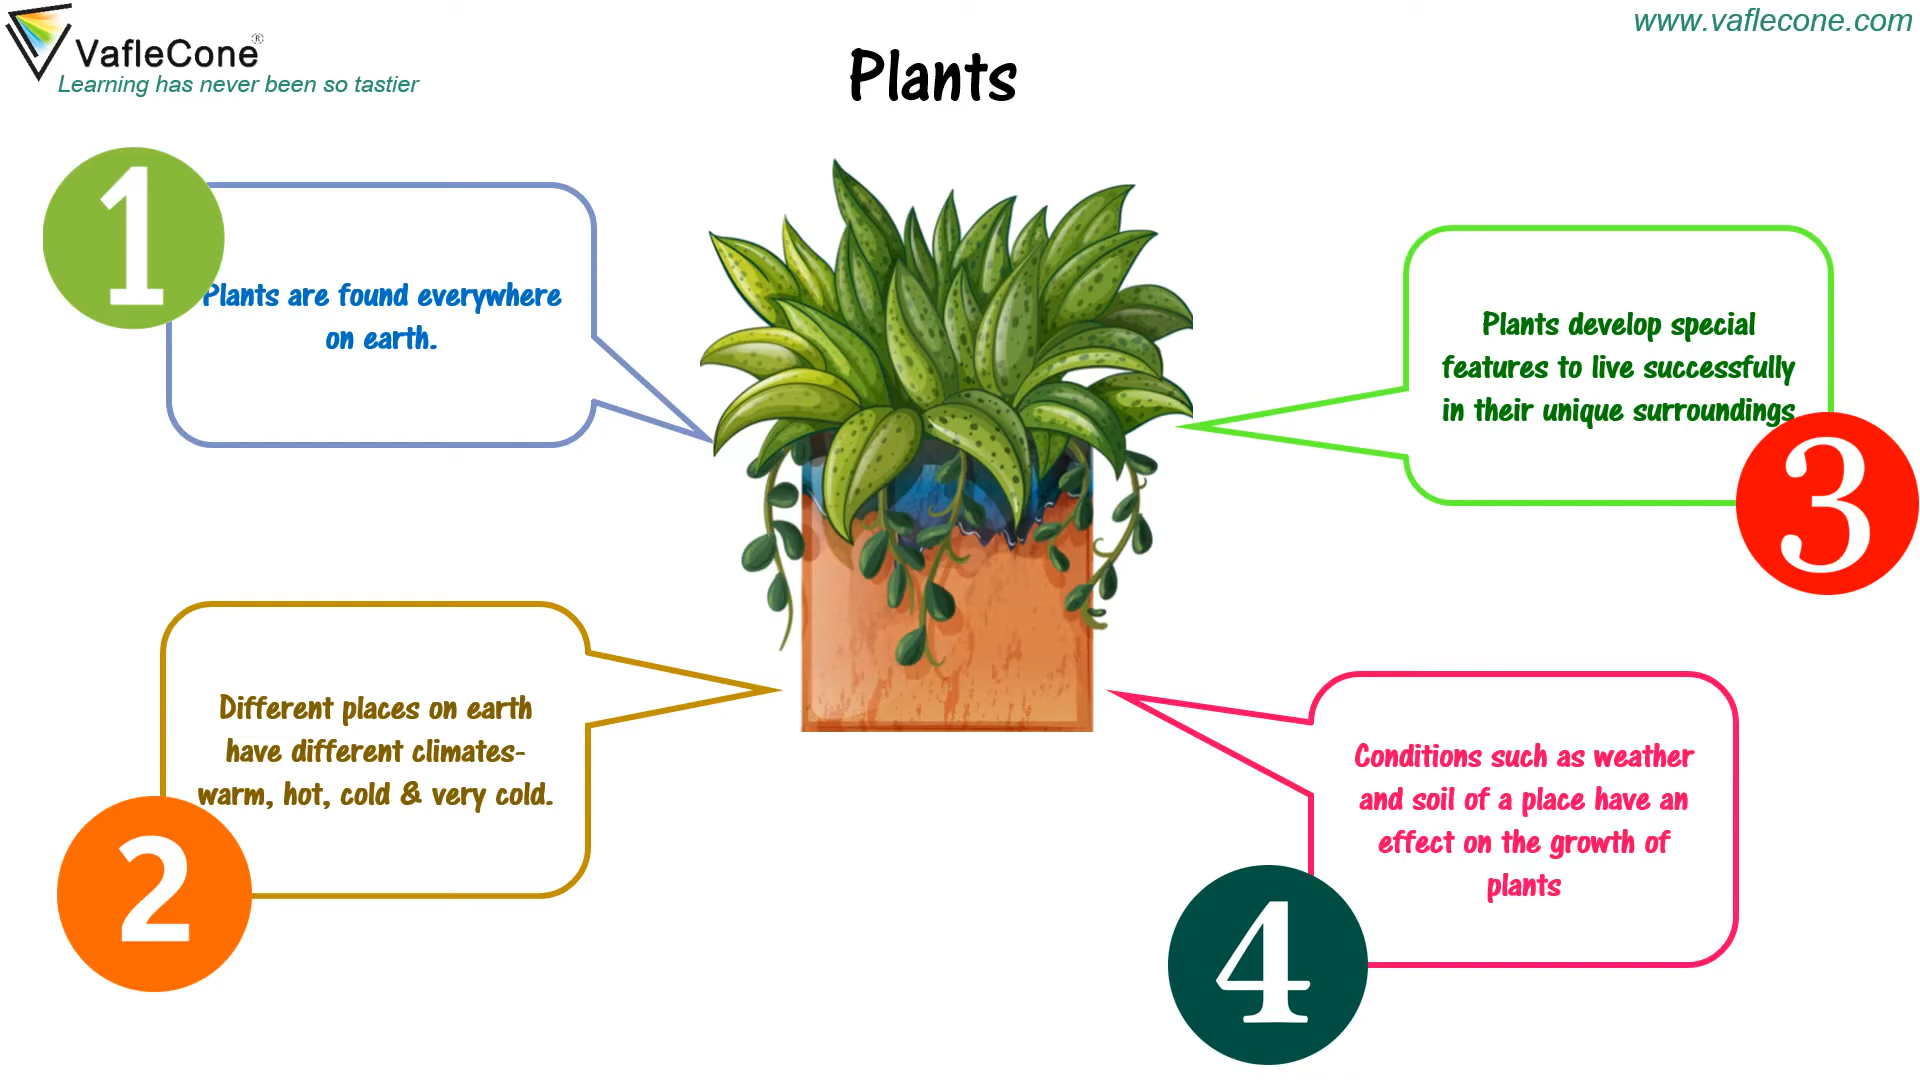 www.vaflecone.com
VafleCone®
Learning has never been so tastier
Plants
1
Plants are found everywhere
on earth.
2
Different places on earth
have different climates-
warm, hot, cold & very cold.
3
Plants develop special
features to live successfully
in their unique surroundings
4
Conditions such as weather
and soil of a place have an
effect on the growth of
plants